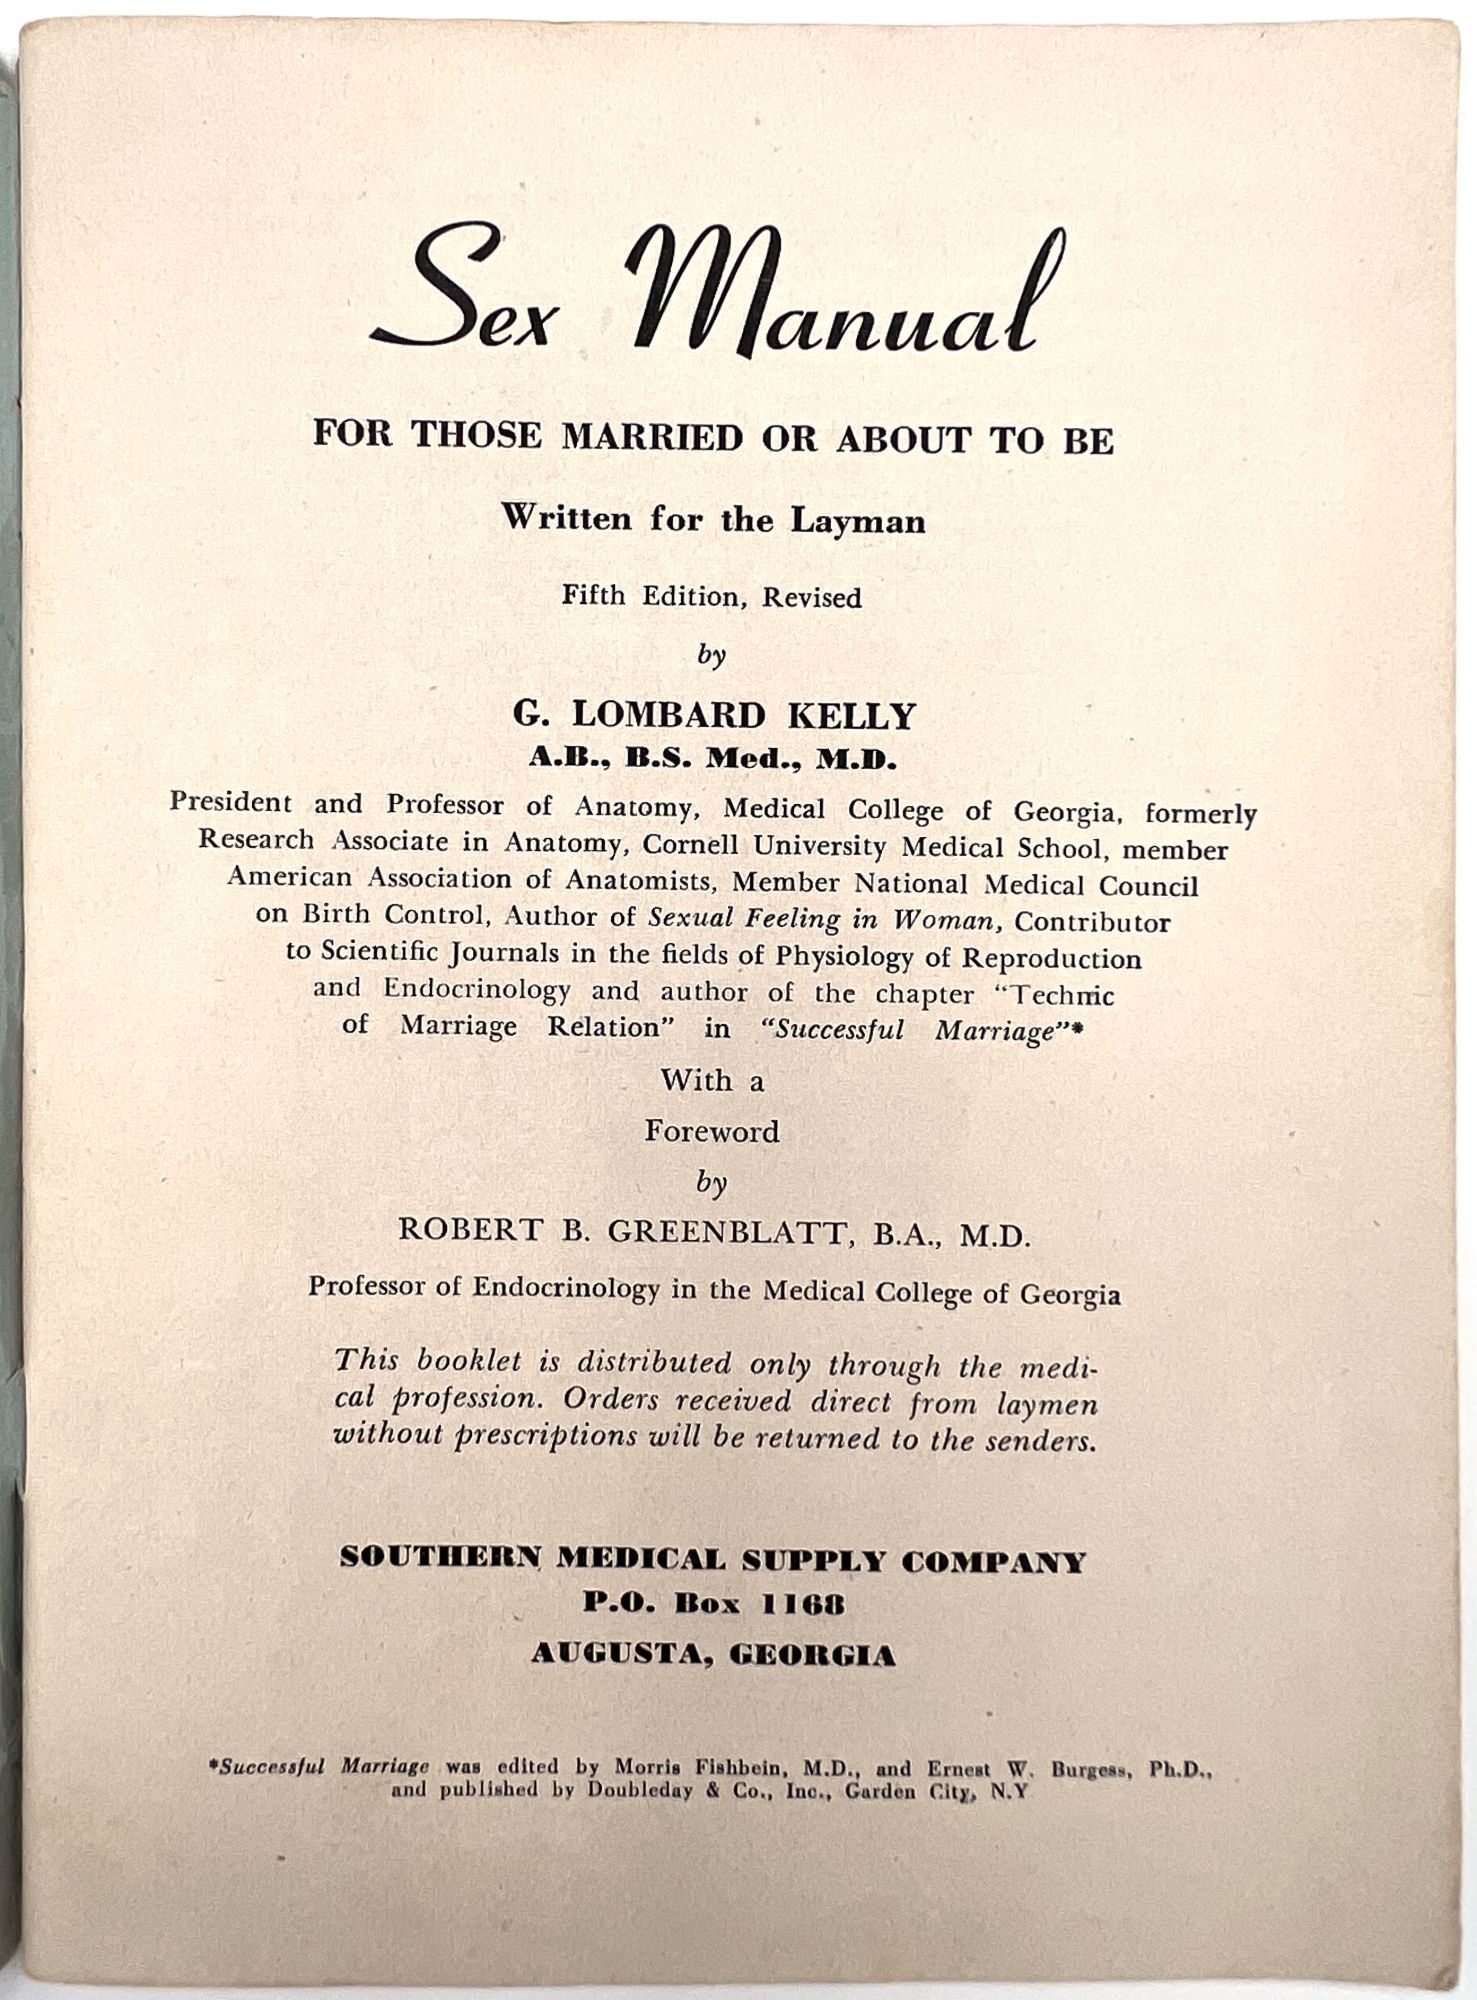 Sex Manual
FOR THOSE MARRIED OR ABOUT TO BE
Written for the Layman
Fifth Edition, Revised
by
G. LOMBARD KELLY
A.B., B.S. Med., M.D.
President and Professor of Anatomy, Medical College of Georgia, formerly
Research Associate in Anatomy, Cornell University Medical School, member
American Association of Anatomists, Member National Medical Council
on Birth Control, Author of Sexual Feeling in Woman, Contributor
to Scientific Journals in the fields of Physiology of Reproduction
and Endocrinology and author of the chapter “Technic
of Marriage Relation” in “Successful Marriage”*
With a
Foreword
by
ROBERT B. GREENBLATT, B.A., M.D.
Professor of Endocrinology in the Medical College of Georgia
This booklet is distributed only through the medi-
cal profession. Orders received direct from laymen
without prescriptions will be returned to the senders.
SOUTHERN MEDICAL SUPPLY COMPANY
P.O. Box 1168
AUGUSTA, GEORGIA
*Successful Marriage was edited by Morris Fishbein, M.D., and Ernest W. Burgess, Ph.D.,
and published by Doubleday & Co., Inc., Garden City, N.Y